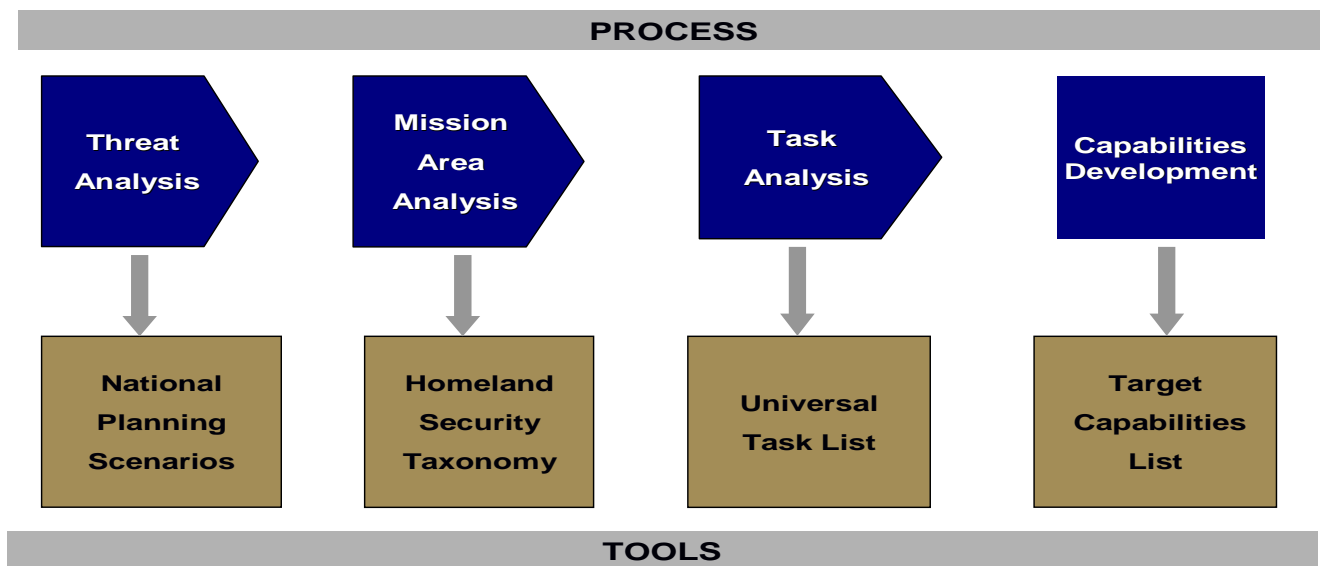 PROCESS
Threat
Analysis
Mission
Area
Analysis
Task
Analysis
Capabilities
Development
National
Planning
Scenarios
Homeland
Security
Taxonomy
Universal
Task List
Target
Capabilities
List
TOOLS